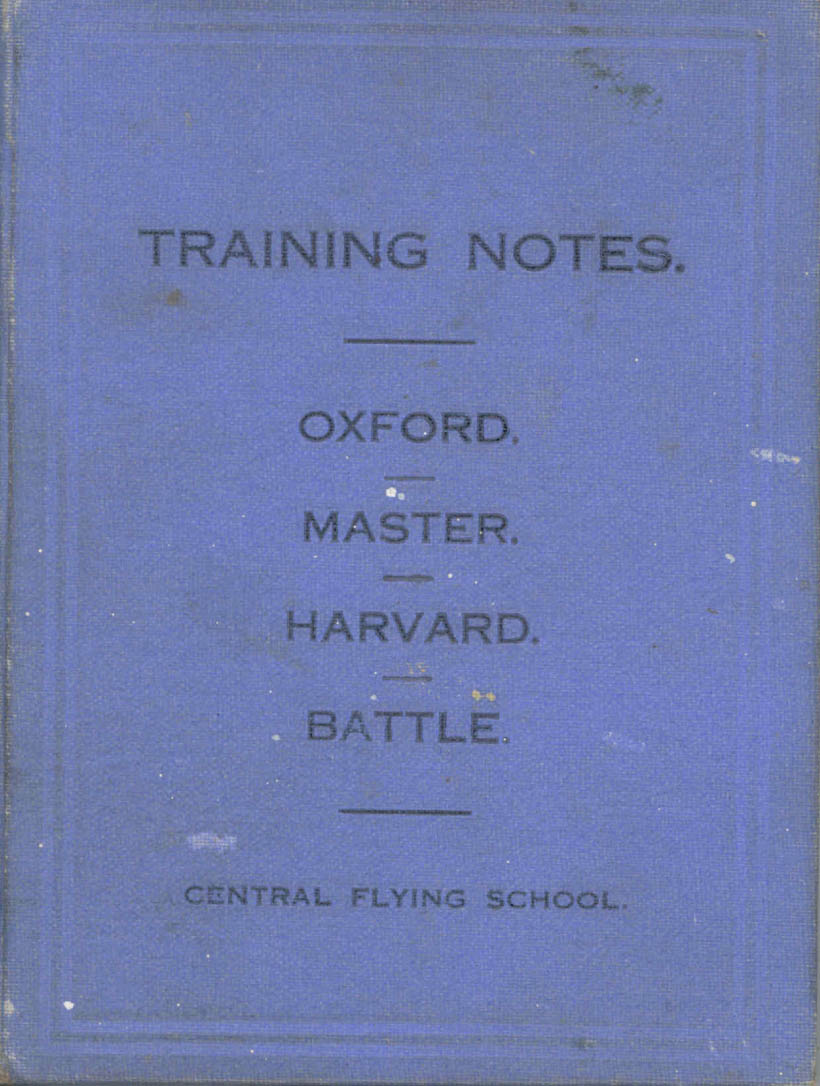 TRAINING NOTES.
OXFORD.
MASTER.
HARVARD.
BATTLE.
CENTRAL FLYING SCHOOL.